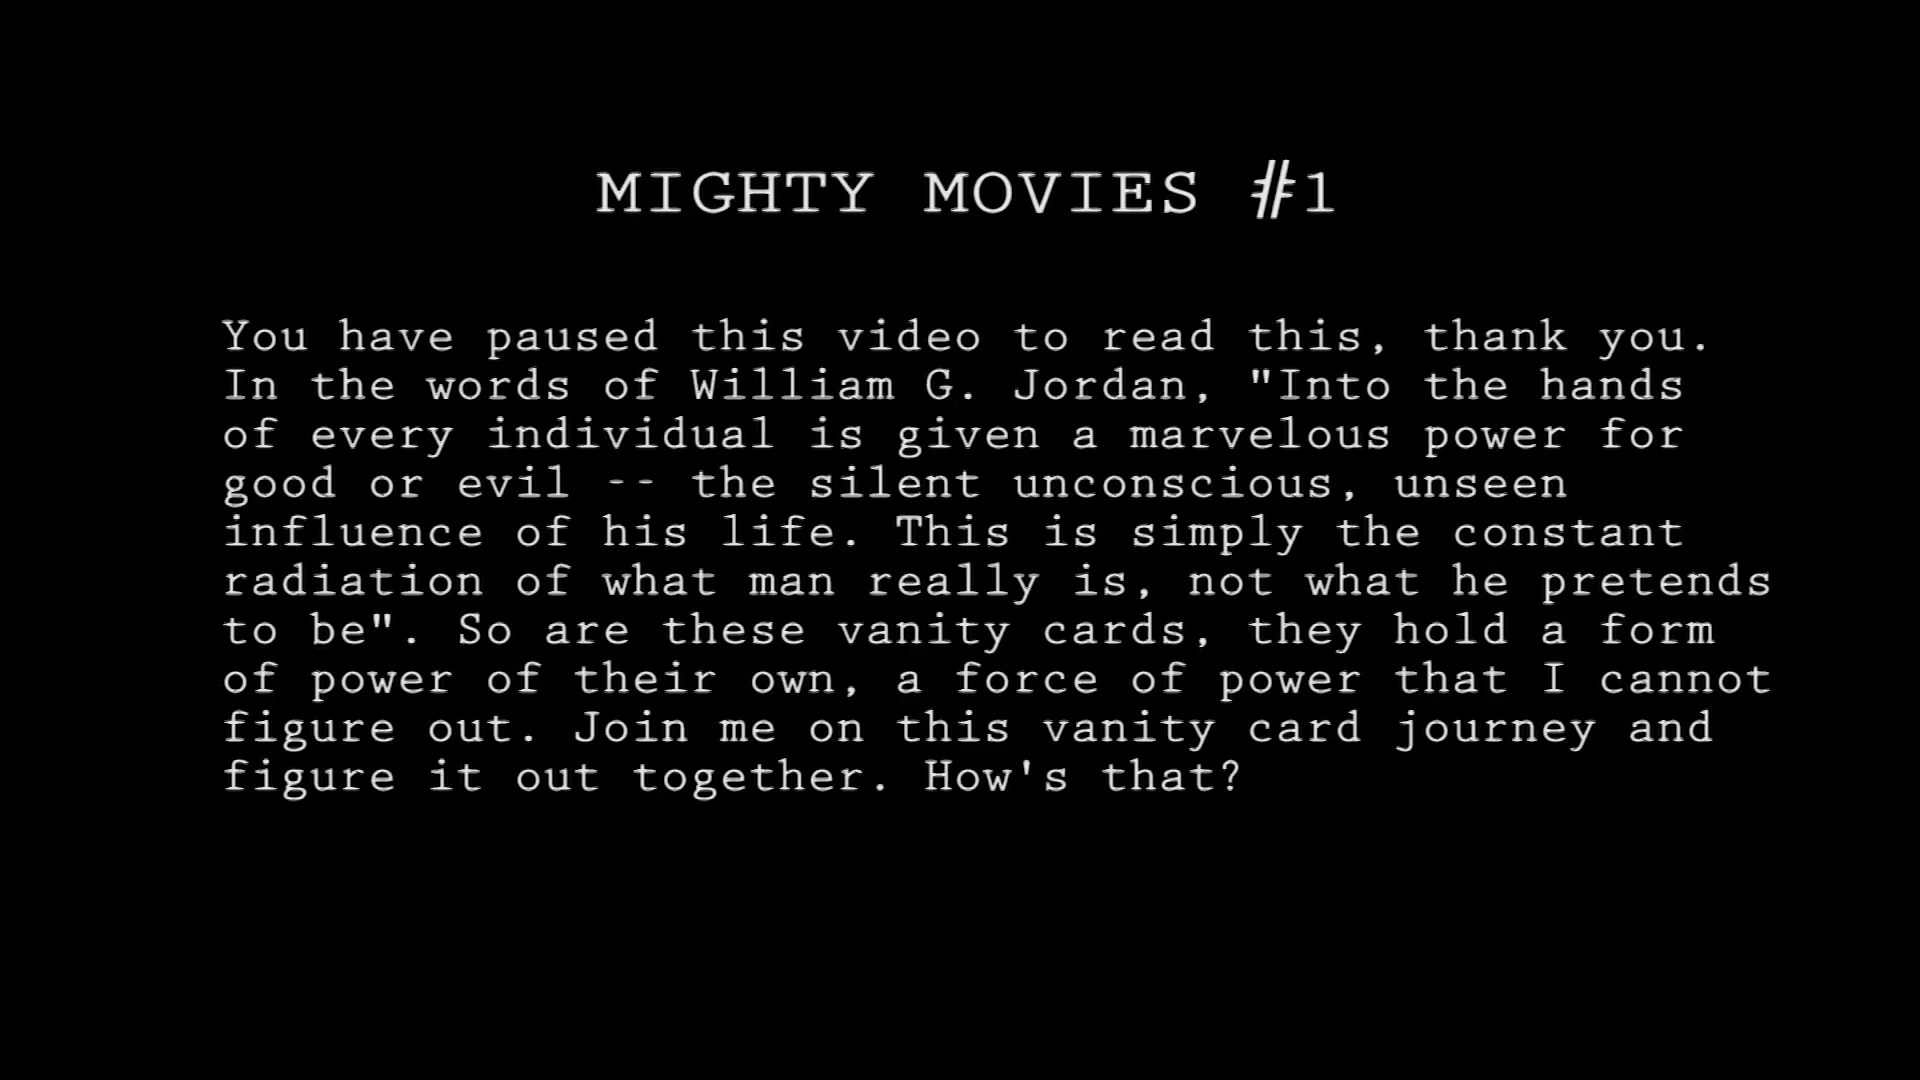 MIGHTY MOVIES #1
You have paused this video to read this, thank you.
In the words of William G. Jordan, "Into the hands
of every individual is given a marvelous power for
good or evil -- the silent unconscious, unseen
influence of his life. This is simply the constant
radiation of what man really is, not what he pretends
to be". So are these vanity cards, they hold a form
of power of their own, a force of power that I cannot
figure out. Join me on this vanity card journey and
figure it out together. How's that?